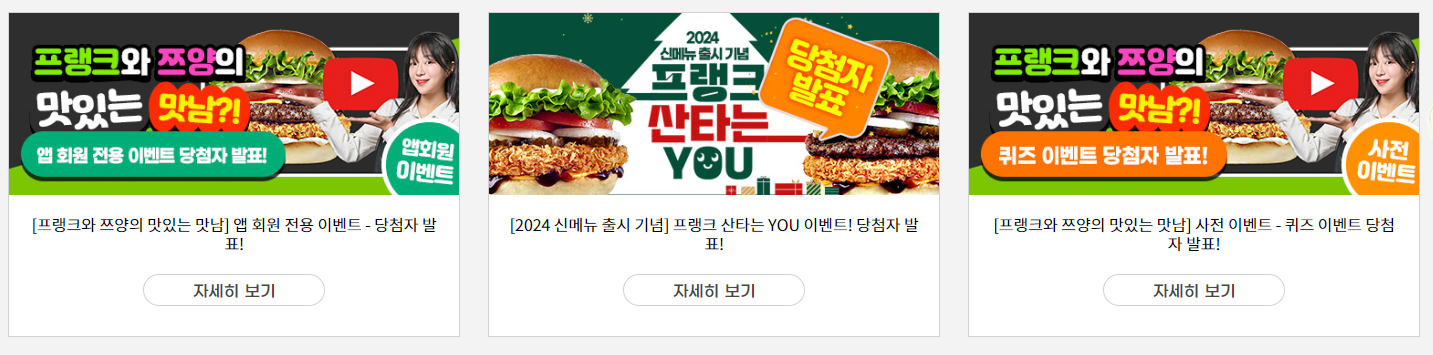 프랭크와 쯔양의
맛있는 맛남?!
앱 회원 전용 이벤트 당첨자 발표!
앱회원
이벤트
[프랭크와 쯔양의 맛있는 맛남] 앱 회원 전용 이벤트 - 당첨자 발
표!
자세히 보기
2024
신메뉴 출시 기념
프랭크
산타는
YOU
당첨자
발표
[2024 신메뉴 출시 기념] 프랭크 산타는 YOU 이벤트! 당첨자 발
표!
자세히 보기
프랭크와 쯔양의
맛있는 맛남?!
퀴즈 이벤트 당첨자 발표!
사전
이벤트
[프랭크와 쯔양의 맛있는 맛남] 사전 이벤트 - 퀴즈 이벤트 당첨
자 발표!
자세히 보기